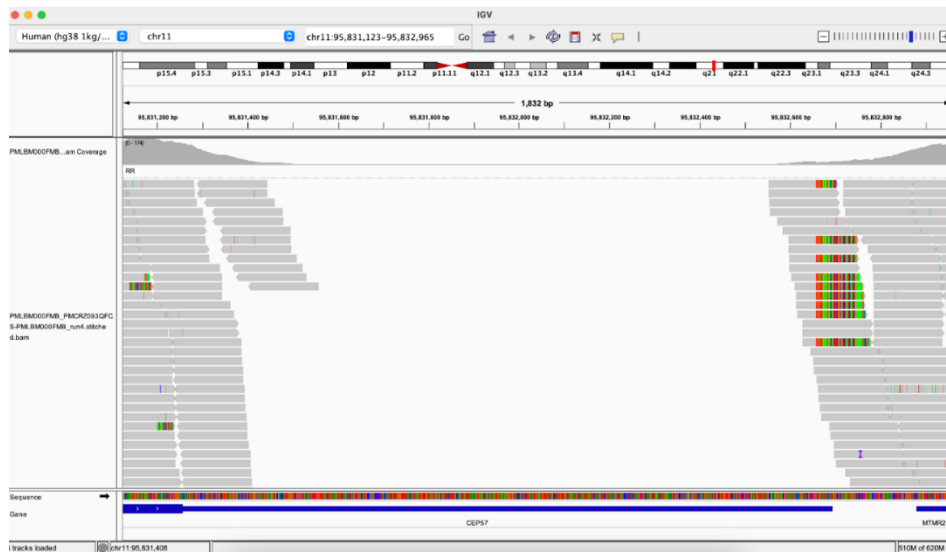 IGV
Human (hg38 1kg/... chr11 chr11:95,831,123-95,832,965 Go
p15.4 p15.3 p15.1 p14.3 p14.1 p13 p12 p11.2 p11.11 q12.1 q12.3 q13.2 q13.4 q14.1 q14.2 q21 q22.1 q22.3 q23.1 q23.3 q24.1 q24.3
1,832 bp
95,831,200 bp 95,831,400 bp 95,831,600 bp 95,831,800 bp 95,832,000 bp 95,832,200 bp 95,832,400 bp 95,832,600 bp 95,832,800 bp
PMLBM000FMB...am Coverage
[0 - 174]
RR
PMLBM000FMB_PMCRZ093QFC
S-PMLBM000FMB_run4.stitche
d.bam
I
Sequence
Gene
CEP57 MTMR2
tracks loaded chr11:95,831,408 510M of 620M